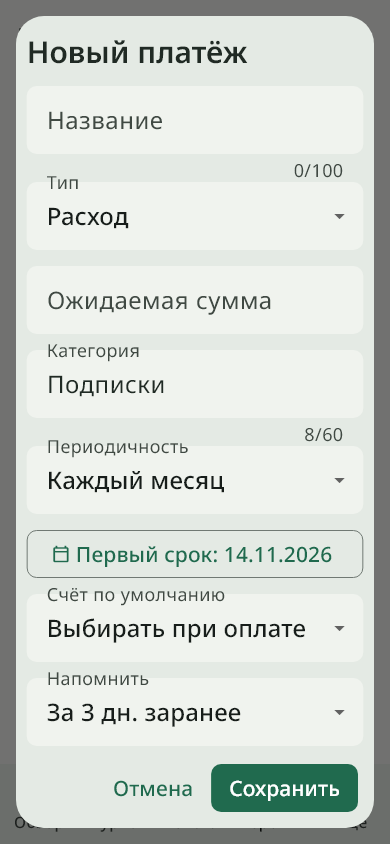 Новый платёж
Название
0/100
Тип
Расход
Ожидаемая сумма
Категория
Подписки
8/60
Периодичность
Каждый месяц
Первый срок: 14.11.2026
Счёт по умолчанию
Выбирать при оплате
Напомнить
За 3 дн. заранее
Отмена
Сохранить